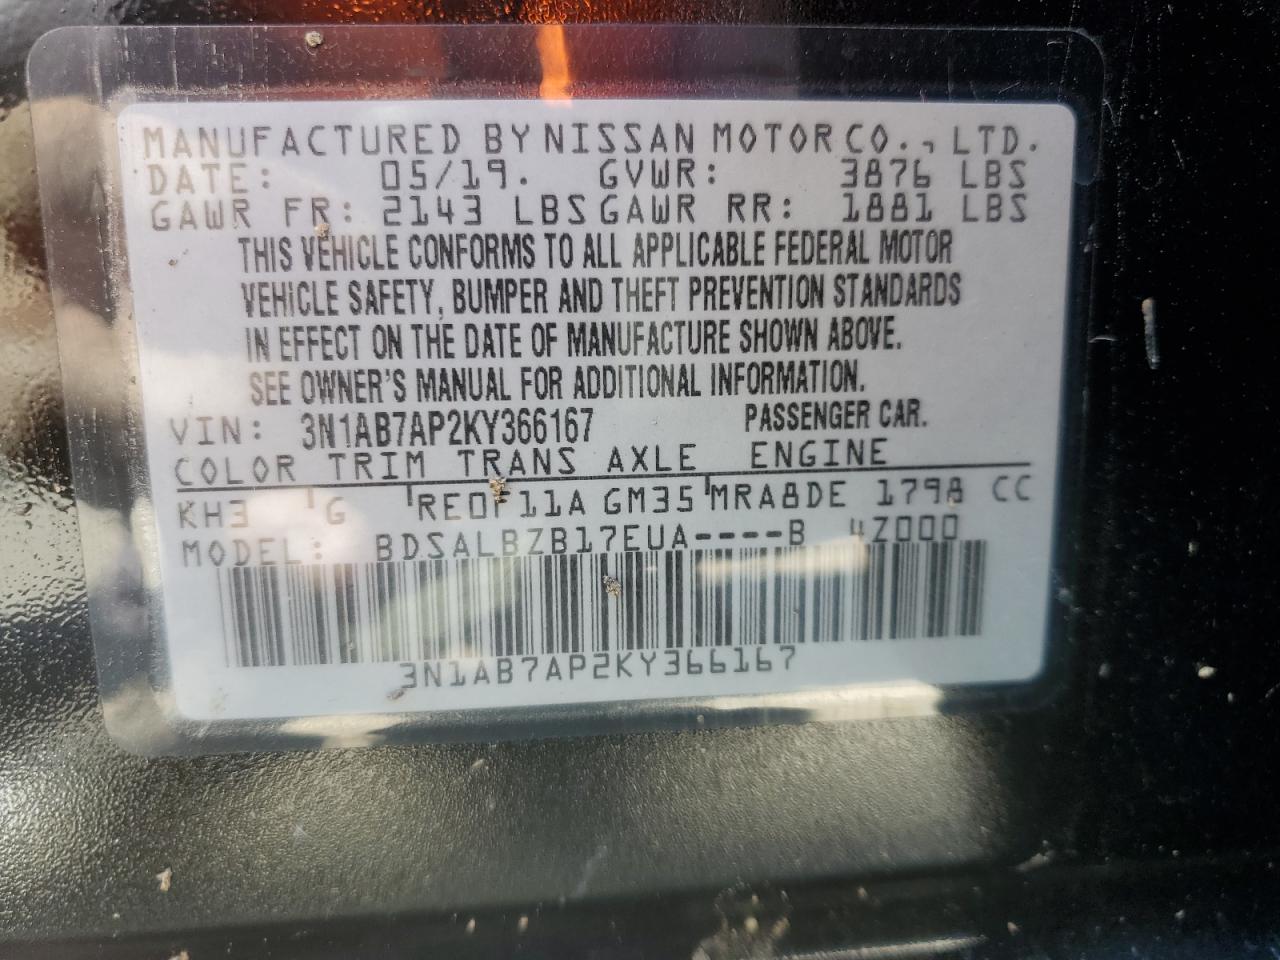 MANUFACTURED BY NISSAN MOTOR CO., LTD.
DATE: 05/19. GVWR: 3876 LBS
GAWR FR: 2143 LBS GAWR RR: 1881 LBS
THIS VEHICLE CONFORMS TO ALL APPLICABLE FEDERAL MOTOR
VEHICLE SAFETY, BUMPER AND THEFT PREVENTION STANDARDS
IN EFFECT ON THE DATE OF MANUFACTURE SHOWN ABOVE.
SEE OWNER'S MANUAL FOR ADDITIONAL INFORMATION.
VIN: 3N1AB7AP2KY366167 PASSENGER CAR.
COLOR TRIM TRANS AXLE ENGINE
KH3 G RE0F11A GM35 MRA8DE 1798 CC
MODEL: BDSALBZB17EUA----B 4Z000
3N1AB7AP2KY366167